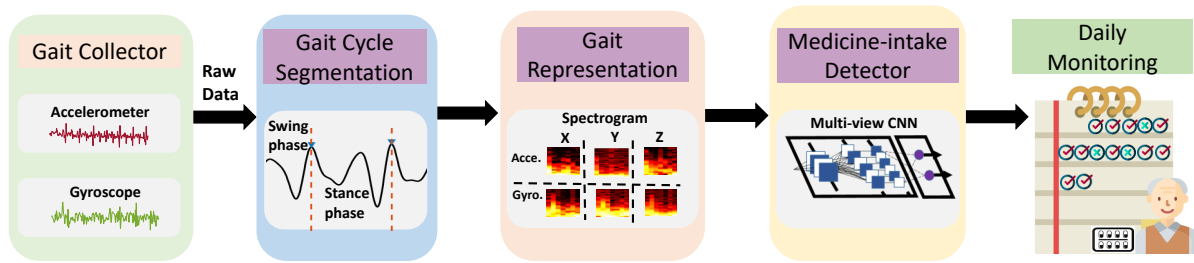 Gait Collector
Accelerometer
Gyroscope
Raw
Data
Gait Cycle
Segmentation
Swing
phase
Stance
phase
Gait
Representation
Spectrogram
X Y Z
Acce.
Gyro.
Medicine-intake
Detector
Multi-view CNN
Daily
Monitoring